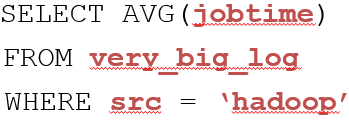 SELECT AVG(jobtime)
FROM very_big_log
WHERE src = ‘hadoop’